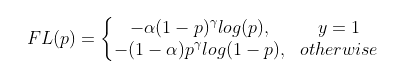 FL(p) = { −α(1 − p)^γ log(p), y = 1
−(1 − α)p^γ log(1 − p), otherwise